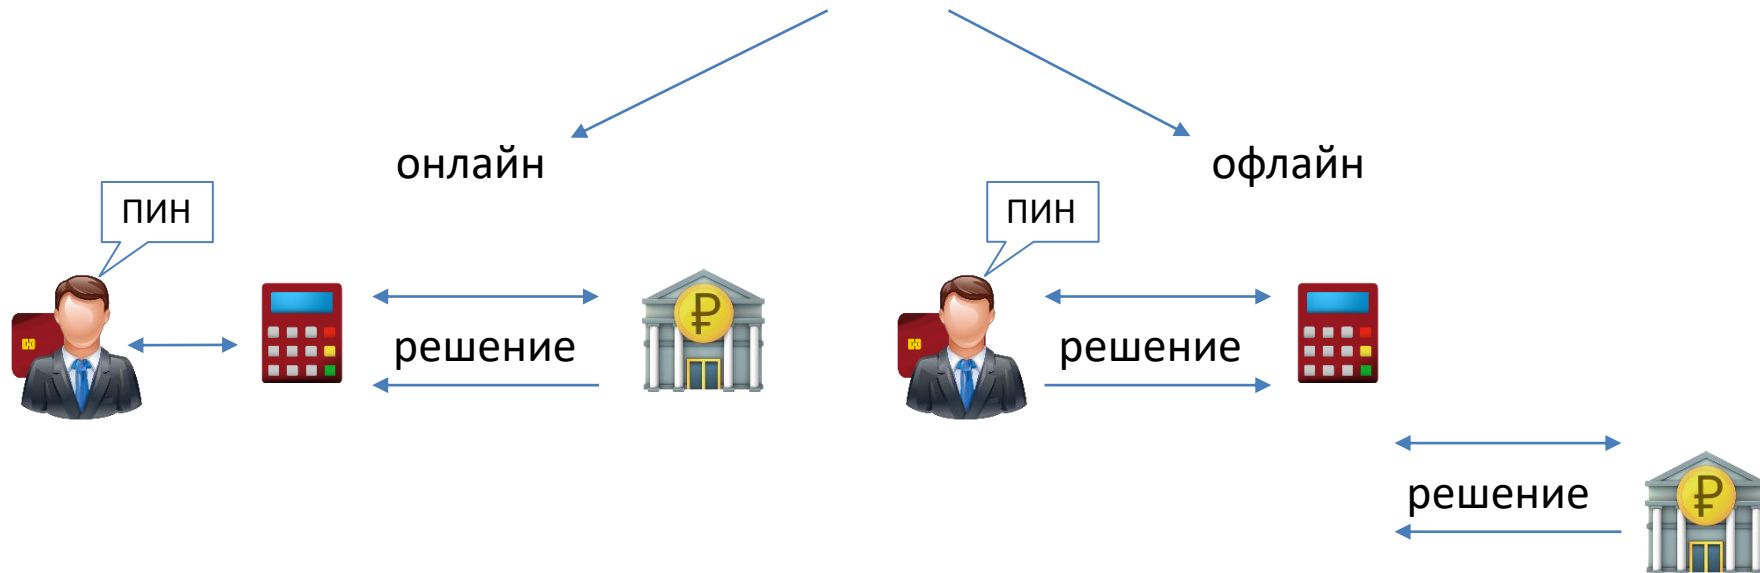 онлайн
офлайн
ПИН
ПИН
решение
решение
решение